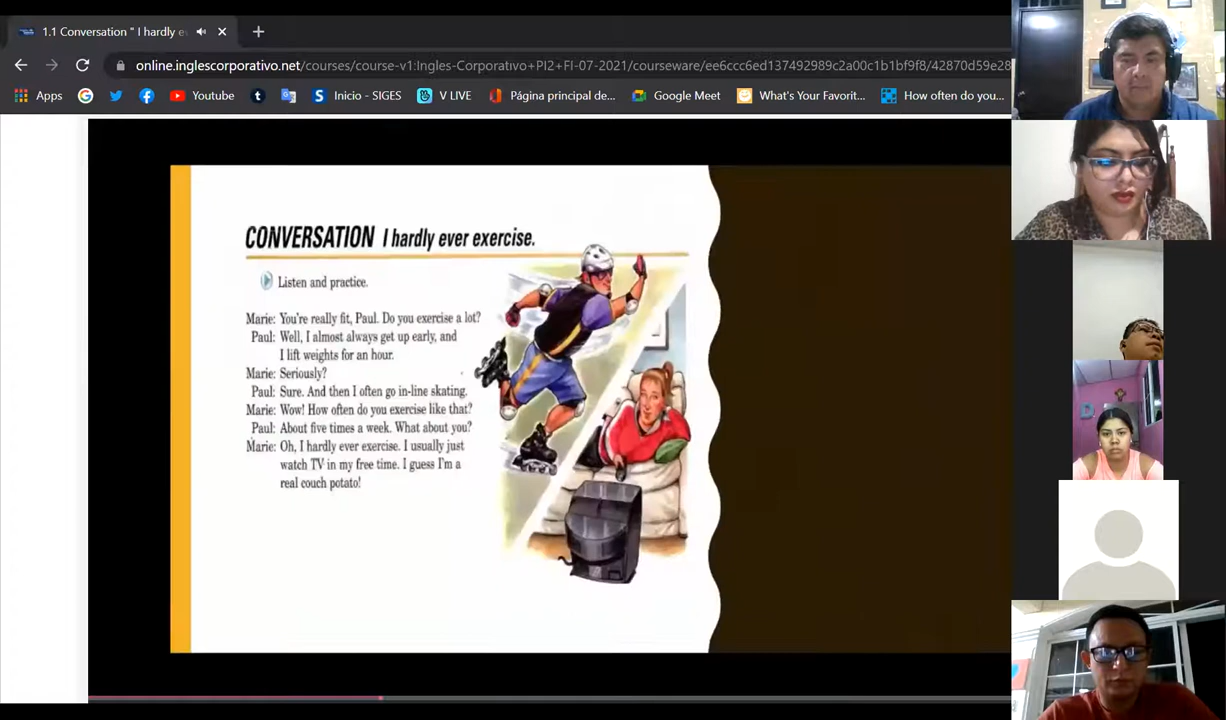 1.1 Conversation " I hardly e
online.inglescorporativo.net/courses/course-v1:Ingles-Corporativo+PI2+FI-07-2021/courseware/ee6ccc6ed137492989c2a00c1b1bf9f8/42870d59e28
Apps Youtube Inicio - SIGES V LIVE Página principal de... Google Meet What's Your Favorit... How often do you...
CONVERSATION I hardly ever exercise.
Listen and practice.
Marie: You're really fit, Paul. Do you exercise a lot?
Paul: Well, I almost always get up early, and
I lift weights for an hour.
Marie: Seriously?
Paul: Sure. And then I often go in-line skating.
Marie: Wow! How often do you exercise like that?
Paul: About five times a week. What about you?
Marie: Oh, I hardly ever exercise. I usually just
watch TV in my free time. I guess I'm a
real couch potato!